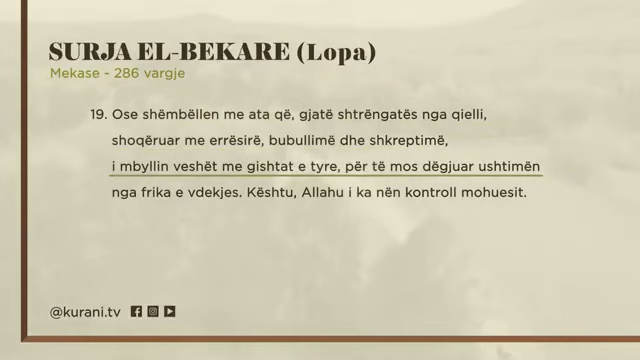 SURJA EL-BEKARE (Lopa)
Mekase - 286 vargje
19. Ose shëmbëllen me ata që, gjatë shtrëngatës nga qielli,
shoqëruar me errësirë, bubullimë dhe shkreptimë,
i mbyllin veshët me gishtat e tyre, për të mos dëgjuar ushtimën
nga frika e vdekjes. Kështu, Allahu i ka nën kontroll mohuesit.
@kurani.tv